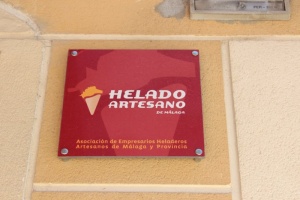 HELADO
ARTESANO
DE MÁLAGA
Asociación de Empresarios Heladeros
Artesanos de Málaga y Provincia